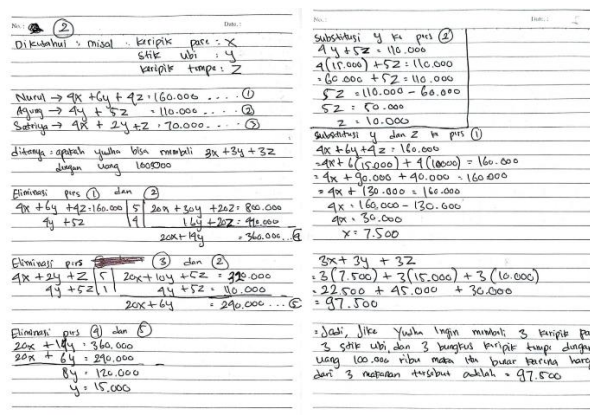 No.: ②
Date.:
Diketahui : misal : keripik pare : X
stik ubi : Y
keripik tempe : Z
Nurul → 4x + 6y + 4z = 160.000 .... ①
Agung → 4y + 5z = 110.000 .... ②
Satriya → 4x + 2y + z = 70.000 .... ③
ditanya : apakah yudha bisa membeli 3x + 3y + 3z
dengan uang 100.000
Eliminasi pers ① dan ②
4x + 6y + 4z = 160.000 | 5 | 20x + 30y + 20z = 800.000
4y + 5z | 4 | 16y + 20z = 440.000
20x + 14y = 360.000 ... ④
Eliminasi pers ③ dan ②
4x + 2y + z | 5 | 20x + 10y + 5z = 350.000
4y + 5z | 1 | 4y + 5z = 110.000
20x + 6y = 240.000 ... ⑤
Eliminasi pers ④ dan ⑤
20x + 14y = 360.000
20x + 6y = 240.000
8y = 120.000
y = 15.000
No.:
Date.:
Substitusi y ke pers ②
4y + 5z = 110.000
4(15.000) + 5z = 110.000
= 60.000 + 5z = 110.000
5z = 110.000 - 60.000
5z = 50.000
z = 10.000
Substitusi y dan z ke pers ①
4x + 6y + 4z = 160.000
= 4x + 6(15.000) + 4(10000) = 160.000
= 4x + 90.000 + 40.000 = 160.000
= 4x + 130.000 = 160.000
4x = 160.000 - 130.000
4x = 30.000
x = 7.500
3x + 3y + 3z
= 3(7.500) + 3(15.000) + 3(10.000)
= 22.500 + 45.000 + 30.000
= 97.500
= Jadi, Jika Yudha Ingin membeli 3 keripik pa
3 stik ubi, dan 3 bungkus keripik tempe dengan
uang 100.000 ribu maka itu benar karena harg
dari 3 makanan tersebut adalah = 97.500